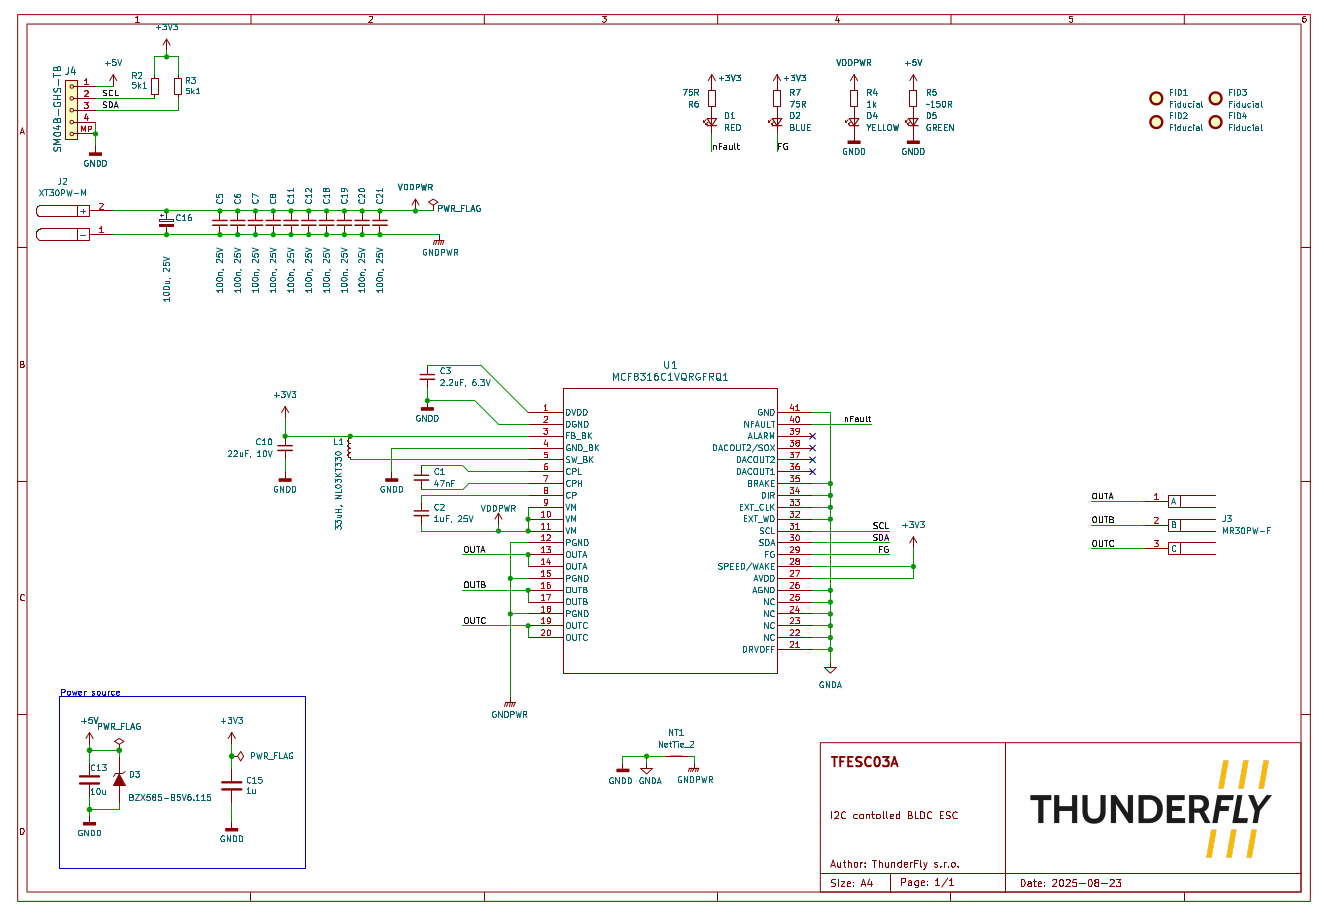 1 2 3 4 5 6
A
B
C
D
+3V3
+5V
J4
SM04B-GHS-TB
1
2
3
4
MP
SCL
SDA
R2
5k1
R3
5k1
GNDD
+3V3
75R
R6
D1
RED
nFault
+3V3
R7
75R
D2
BLUE
FG
VDDPWR
R4
1k
D4
YELLOW
GNDD
+5V
R5
~150R
D5
GREEN
GNDD
FID1
Fiducial
FID2
Fiducial
FID3
Fiducial
FID4
Fiducial
J2
XT30PW-M
+ 2
- 1
C16
100u, 25V
C5
100n, 25V
C6
100n, 25V
C7
100n, 25V
C8
100n, 25V
C11
100n, 25V
C12
100n, 25V
C18
100n, 25V
C19
100n, 25V
C20
100n, 25V
C21
100n, 25V
VDDPWR
PWR_FLAG
GNDPWR
U1
MCF8316C1VQRGFRQ1
C3
2.2uF, 6.3V
GNDD
+3V3
C10
22uF, 10V
GNDD
L1
33uH, NL03KT330
GNDD
C1
47nF
C2
1uF, 25V
VDDPWR
OUTA
OUTB
OUTC
GNDPWR
1 DVDD
2 DGND
3 FB_BK
4 GND_BK
5 SW_BK
6 CPL
7 CPH
8 CP
9 VM
10 VM
11 VM
12 PGND
13 OUTA
14 OUTA
15 PGND
16 OUTB
17 OUTB
18 PGND
19 OUTC
20 OUTC
GND 41
NFAULT 40 nFault
ALARM 39
DACOUT2/SOX 38
DACOUT2 37
DACOUT1 36
BRAKE 35
DIR 34
EXT_CLK 33
EXT_WD 32
SCL 31 SCL
SDA 30 SDA
FG 29 FG
SPEED/WAKE 28
AVDD 27
AGND 26
NC 25
NC 24
NC 23
NC 22
DRVOFF 21
+3V3
GNDA
OUTA 1 A
OUTB 2 B
OUTC 3 C
J3
MR30PW-F
Power source
+5V
PWR_FLAG
C13
10u
D3
BZX585-B5V6.115
GNDD
+3V3
PWR_FLAG
C15
1u
GNDD
NT1
NetTie_2
GNDD GNDA GNDPWR
TFESC03A
I2C contolled BLDC ESC
Author: ThunderFly s.r.o.
Size: A4 Page: 1/1 Date: 2025-08-23
THUNDERFLY